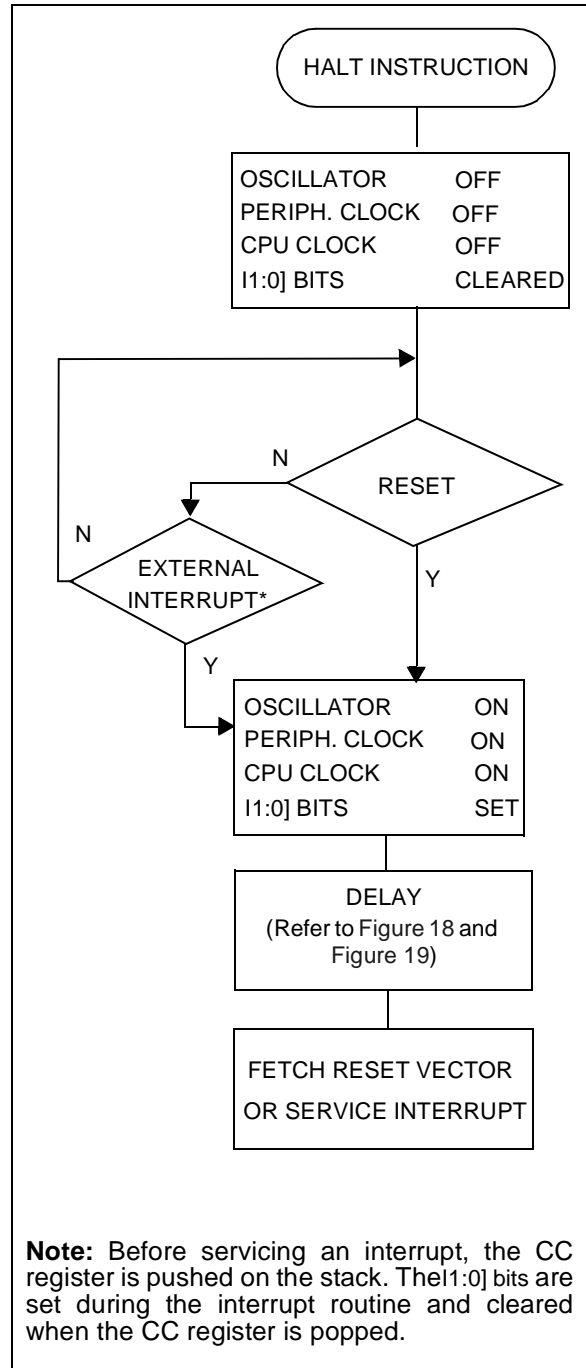 HALT INSTRUCTION
OSCILLATOR OFF
PERIPH. CLOCK OFF
CPU CLOCK OFF
I1:0] BITS CLEARED
N
RESET
N
EXTERNAL
INTERRUPT*
Y
Y
OSCILLATOR ON
PERIPH. CLOCK ON
CPU CLOCK ON
I1:0] BITS SET
DELAY
(Refer to Figure 18 and
Figure 19)
FETCH RESET VECTOR
OR SERVICE INTERRUPT
Note: Before servicing an interrupt, the CC
register is pushed on the stack. TheI1:0] bits are
set during the interrupt routine and cleared
when the CC register is popped.